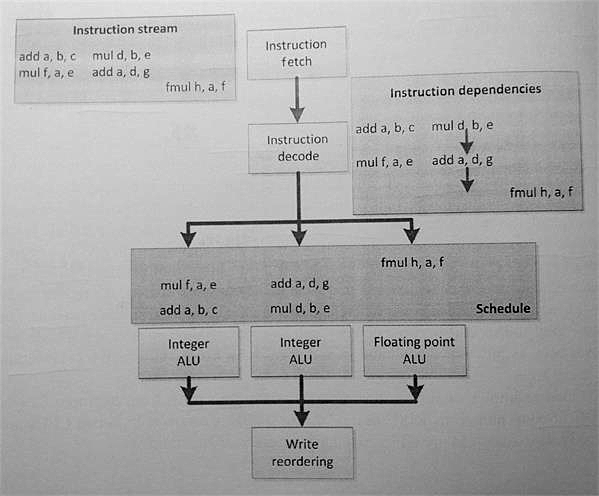 Instruction stream
add a, b, c mul d, b, e
mul f, a, e add a, d, g
fmul h, a, f
Instruction
fetch
Instruction dependencies
add a, b, c mul d, b, e
mul f, a, e add a, d, g
fmul h, a, f
Instruction
decode
fmul h, a, f
mul f, a, e add a, d, g
add a, b, c mul d, b, e
Schedule
Integer
ALU
Integer
ALU
Floating point
ALU
Write
reordering